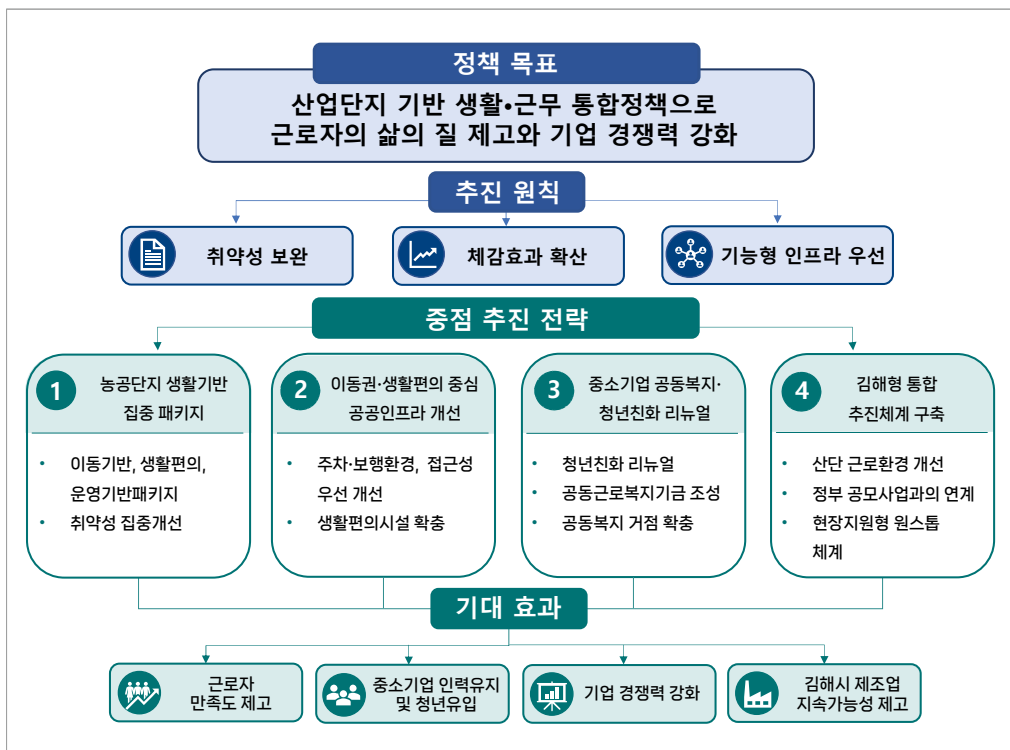 정책 목표
산업단지 기반 생활•근무 통합정책으로
근로자의 삶의 질 제고와 기업 경쟁력 강화
추진 원칙
취약성 보완
체감효과 확산
기능형 인프라 우선
중점 추진 전략
1
농공단지 생활기반
집중 패키지
• 이동기반, 생활편의,
운영기반패키지
• 취약성 집중개선
2
이동권·생활편의 중심
공공인프라 개선
• 주차·보행환경, 접근성
우선 개선
• 생활편의시설 확충
3
중소기업 공동복지·
청년친화 리뉴얼
• 청년친화 리뉴얼
• 공동근로복지기금 조성
• 공동복지 거점 확충
4
김해형 통합
추진체계 구축
• 산단 근로환경 개선
• 정부 공모사업과의 연계
• 현장지원형 원스톱
체계
기대 효과
근로자
만족도 제고
중소기업 인력유지
및 청년유입
기업 경쟁력 강화
김해시 제조업
지속가능성 제고